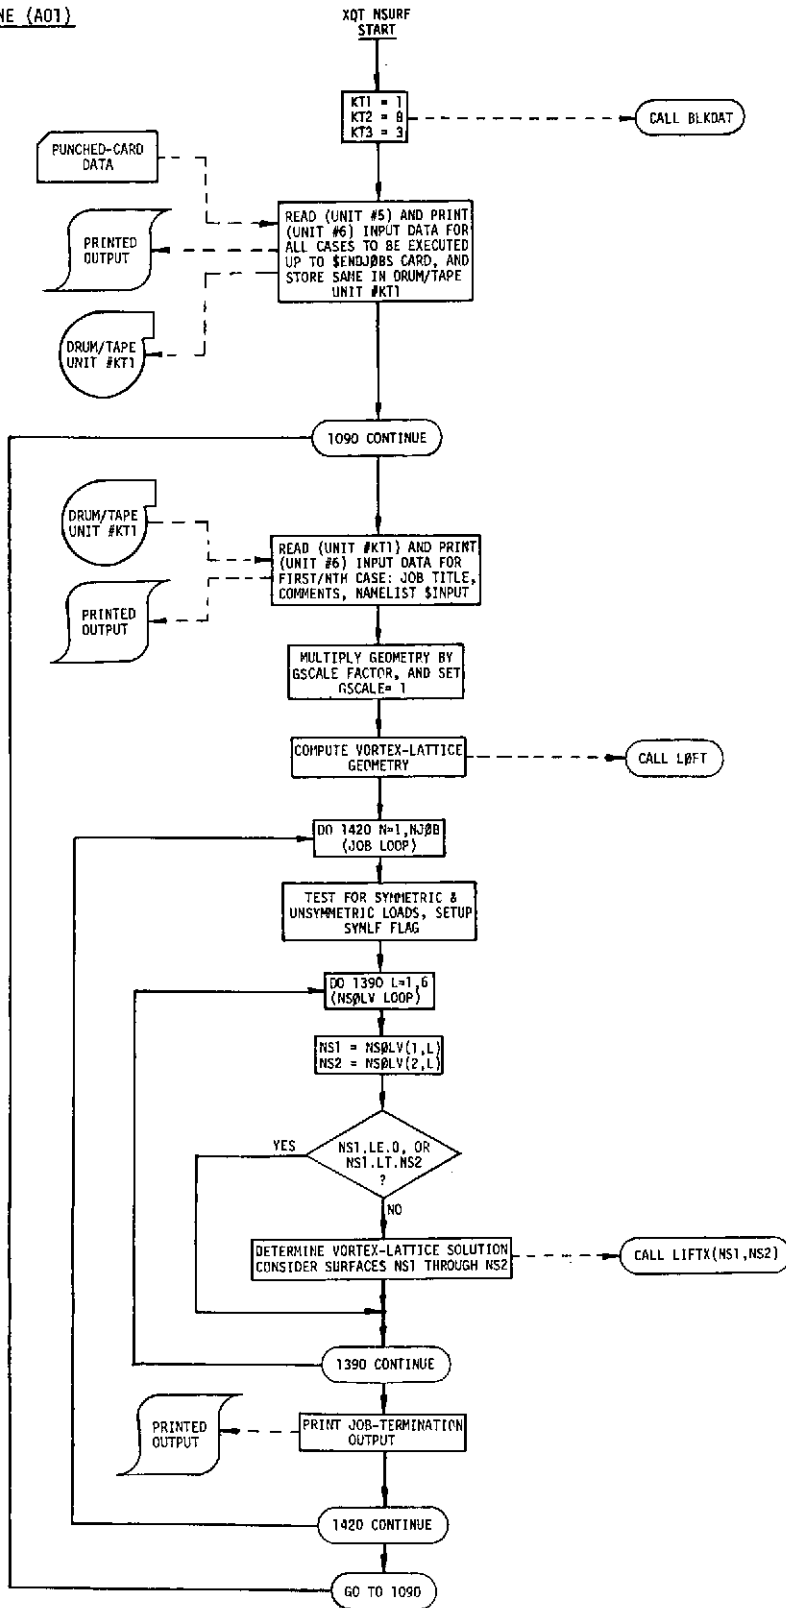 NE (A01)
XQT NSURF
START
KT1 = 1
KT2 = 8
KT3 = 3
CALL BLKDAT
PUNCHED-CARD
DATA
READ (UNIT #5) AND PRINT
(UNIT #6) INPUT DATA FOR
ALL CASES TO BE EXECUTED
UP TO $ENDJØBS CARD, AND
STORE SAME IN DRUM/TAPE
UNIT #KT1
PRINTED
OUTPUT
DRUM/TAPE
UNIT #KT1
1090 CONTINUE
DRUM/TAPE
UNIT #KT1
READ (UNIT #KT1) AND PRINT
(UNIT #6) INPUT DATA FOR
FIRST/NTH CASE: JOB TITLE,
COMMENTS, NAMELIST $INPUT
PRINTED
OUTPUT
MULTIPLY GEOMETRY BY
GSCALE FACTOR, AND SET
GSCALE= 1
COMPUTE VORTEX-LATTICE
GEOMETRY
CALL LØFT
DO 1420 N=1,NJØB
(JOB LOOP)
TEST FOR SYMMETRIC &
UNSYMMETRIC LOADS, SETUP
SYMLF FLAG
DO 1390 L=1,6
(NSØLV LOOP)
NS1 = NSØLV(1,L)
NS2 = NSØLV(2,L)
YES
NS1.LE.0, OR
NS1.LT.NS2
?
NO
DETERMINE VORTEX-LATTICE SOLUTION
CONSIDER SURFACES NS1 THROUGH NS2
CALL LIFTX(NS1,NS2)
1390 CONTINUE
PRINTED
OUTPUT
PRINT JOB-TERMINATION
OUTPUT
1420 CONTINUE
GO TO 1090